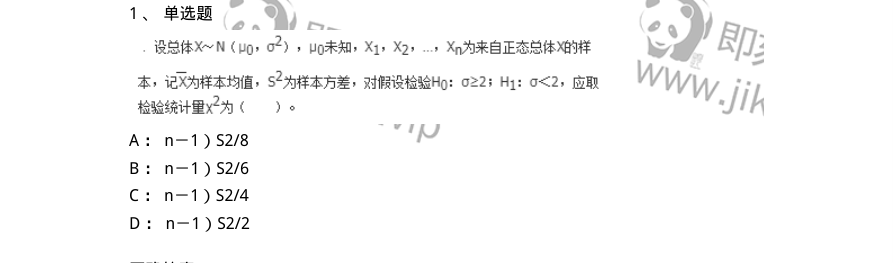 1 、 单选题
. 设总体X～N（μ0，σ2），μ0未知，X1，X2，…，Xn为来自正态总体X的样
本，记X̅为样本均值，S2为样本方差，对假设检验H0：σ≥2；H1：σ＜2，应取
检验统计量χ2为（　　）。
A： n－1）S2/8
B： n－1）S2/6
C： n－1）S2/4
D： n－1）S2/2
www.jik